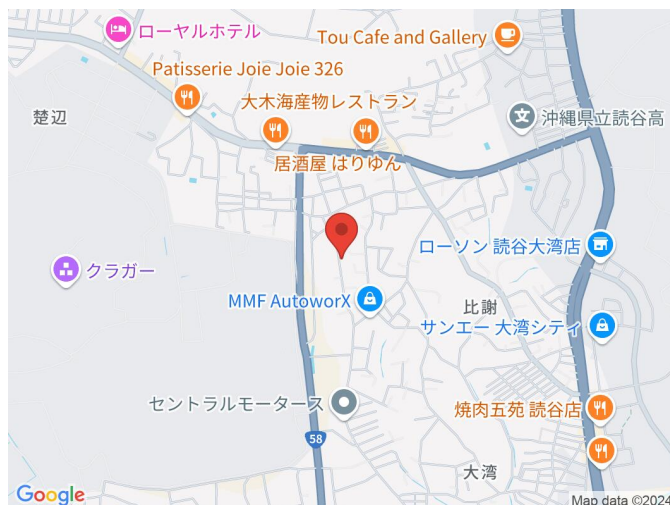 ローヤルホテル
Tou Cafe and Gallery
Patisserie Joie Joie 326
大木海産物レストラン
楚辺
沖縄県立読谷高
居酒屋 はりゆん
ローソン 読谷大湾店
クラガー
MMF AutoworX
比謝
サンエー 大湾シティ
セントラルモータース
焼肉五苑 読谷店
58
大湾
Google
Map data ©2024